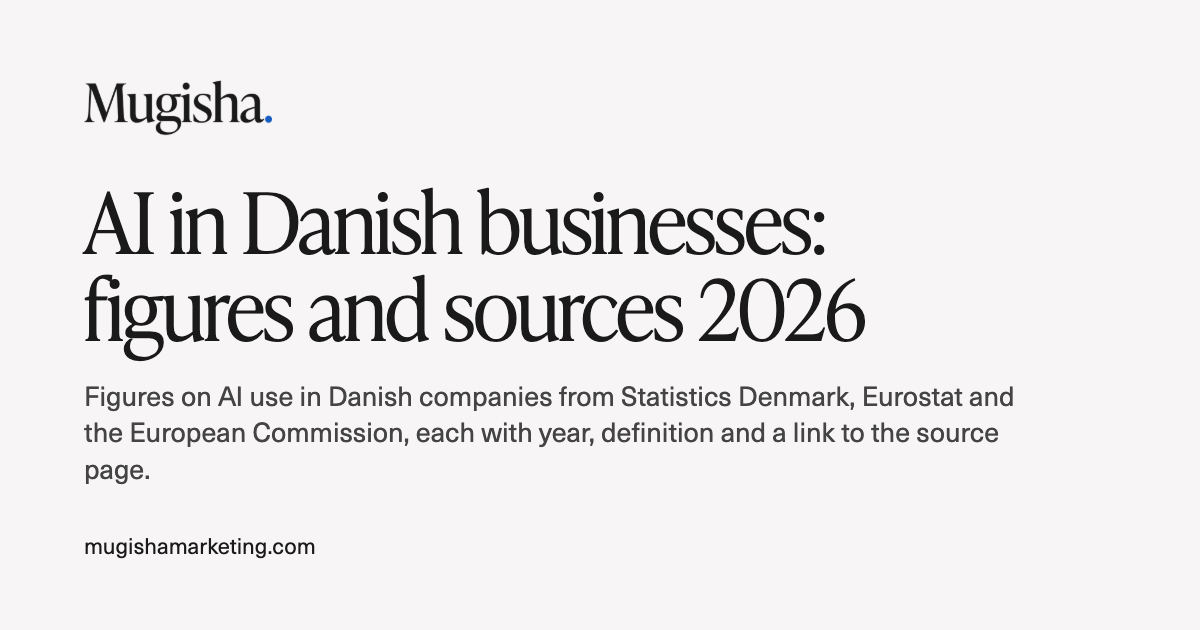 Mugisha.
AI in Danish businesses:
figures and sources 2026
Figures on AI use in Danish companies from Statistics Denmark, Eurostat and
the European Commission, each with year, definition and a link to the source
page.
mugishamarketing.com